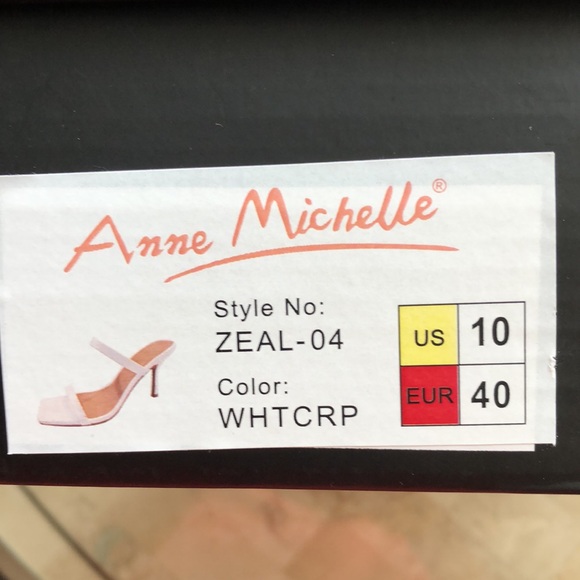 Anne Michelle®
Style No:
ZEAL-04
Color:
WHTCRP
US 10
EUR 40